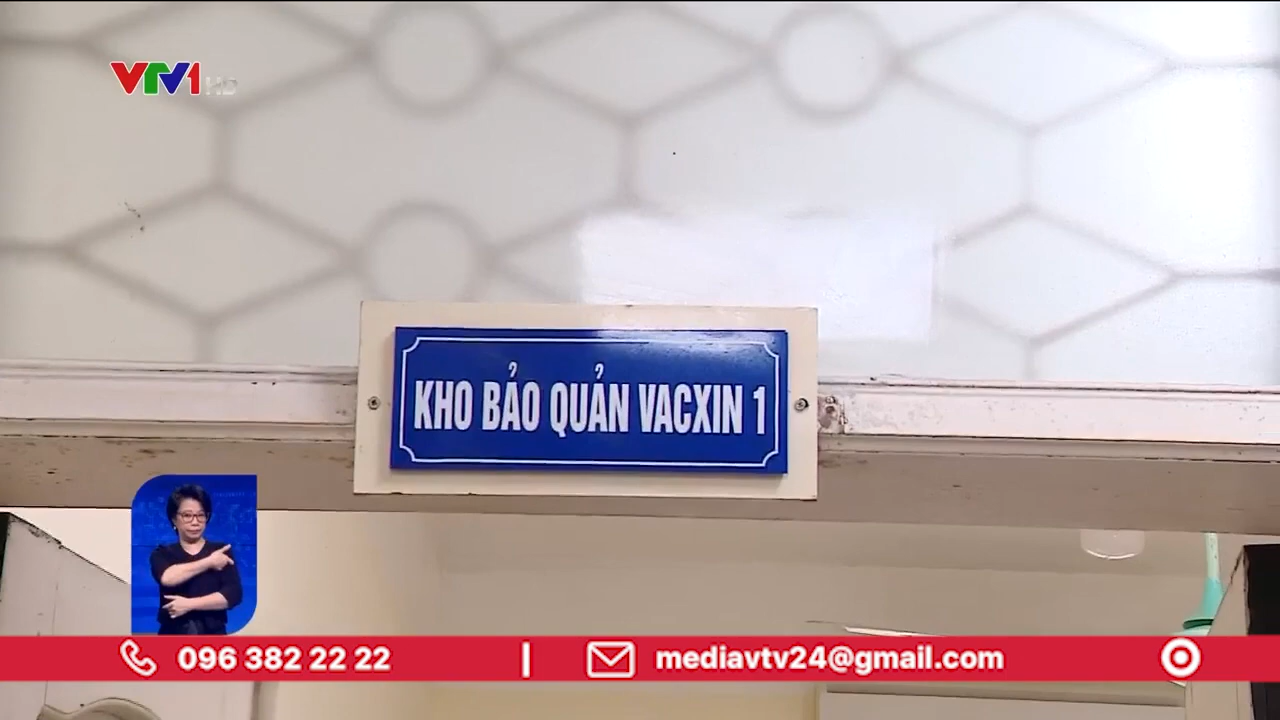 VTV1 HD
KHO BẢO QUẢN VACXIN 1
096 382 22 22 | mediavtv24@gmail.com